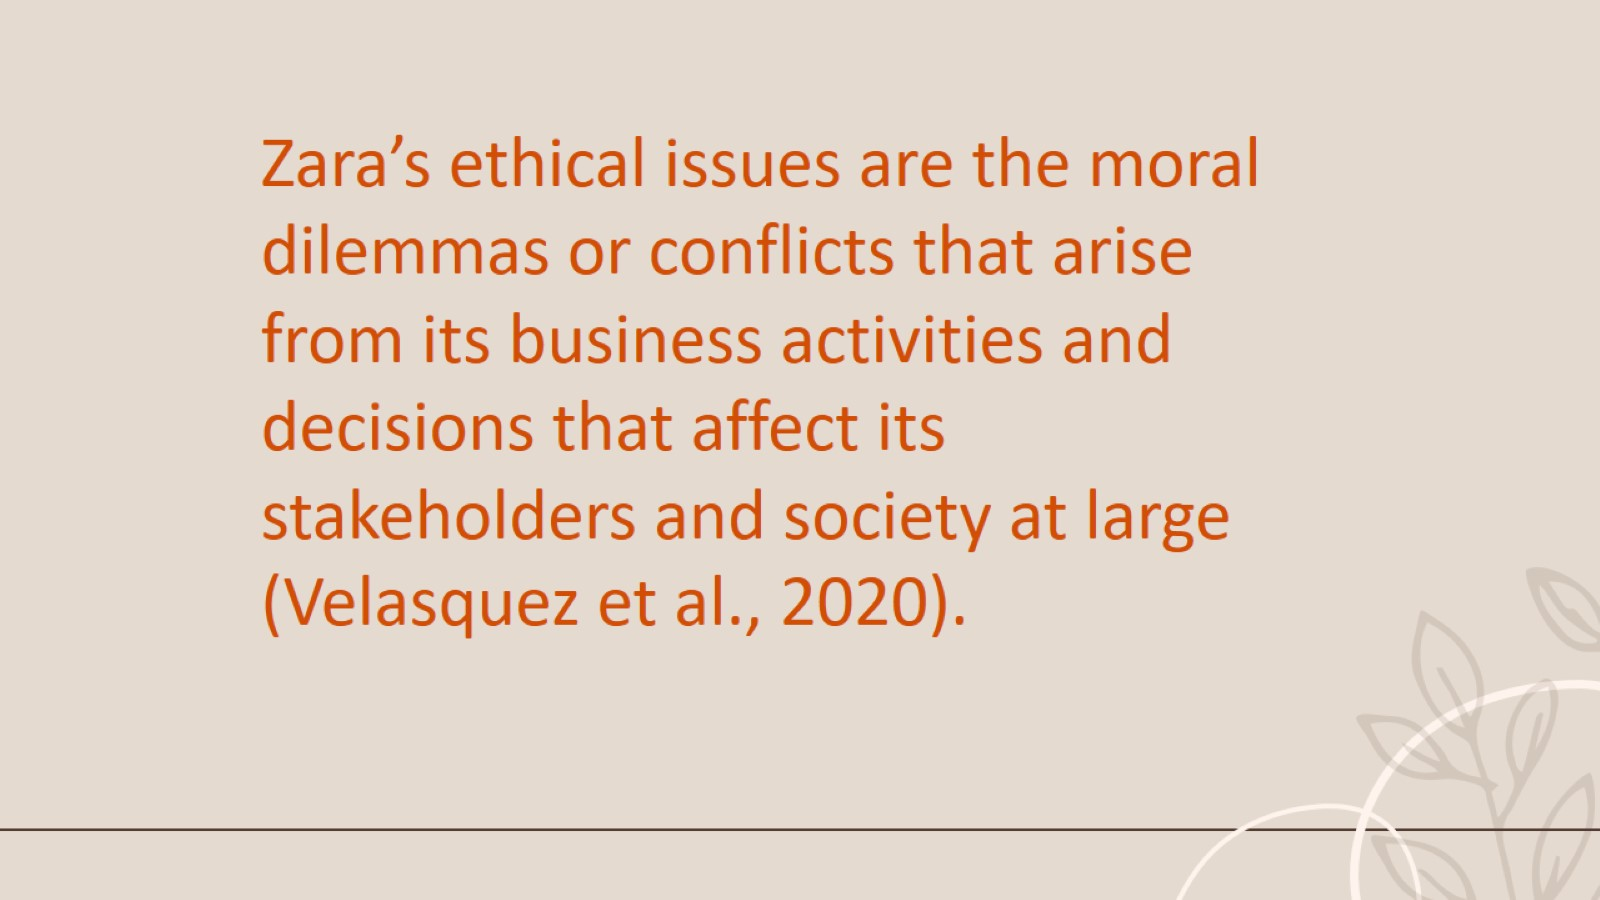 Zara’s ethical issues are the moral
dilemmas or conflicts that arise
from its business activities and
decisions that affect its
stakeholders and society at large
(Velasquez et al., 2020).